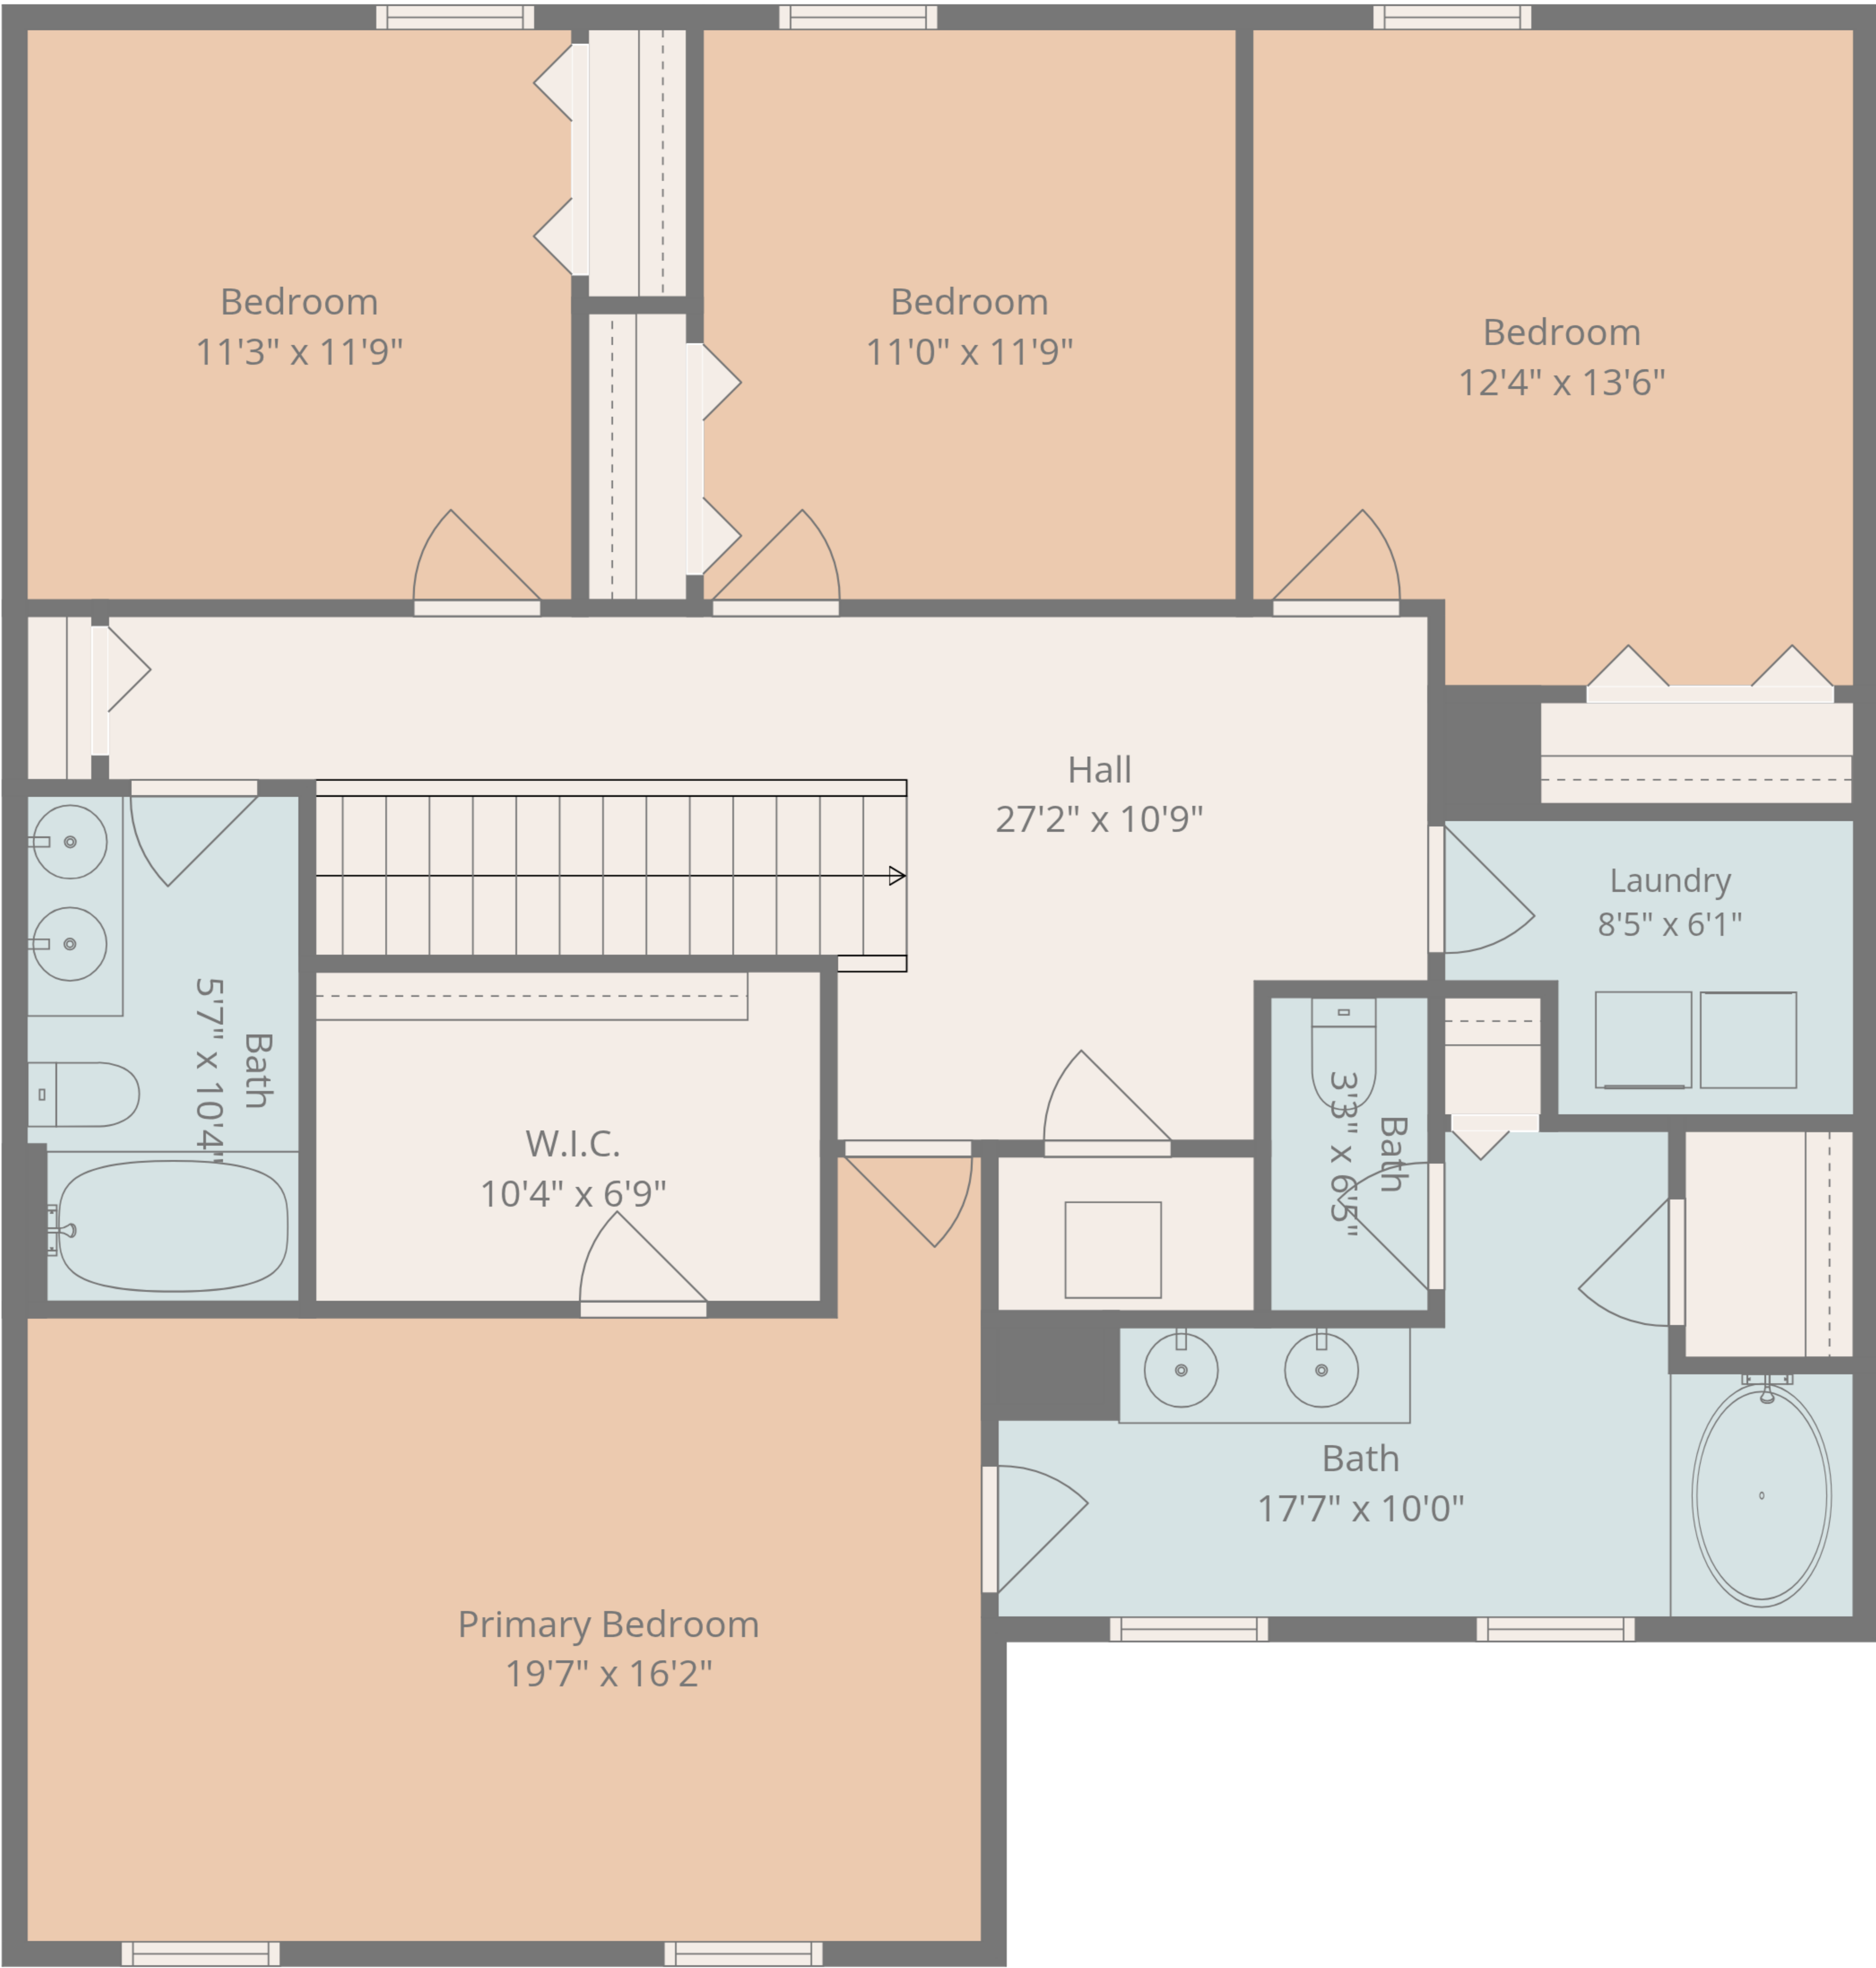 Bedroom
11'3" x 11'9"
Bedroom
11'0" x 11'9"
Bedroom
12'4" x 13'6"
Hall
27'2" x 10'9"
Laundry
8'5" x 6'1"
Bath
5'7" x 10'4"
W.I.C.
10'4" x 6'9"
Bath
3'3" x 6'5"
Bath
17'7" x 10'0"
Primary Bedroom
19'7" x 16'2"